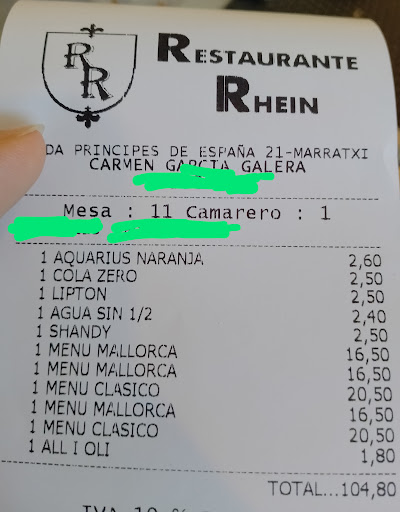 RR
RESTAURANTE
RHEIN
DA PRINCIPES DE ESPAÑA 21-MARRATXI
CARMEN GARCIA GALERA
Mesa : 11 Camarero : 1
1 AQUARIUS NARANJA 2,60
1 COLA ZERO 2,50
1 LIPTON 2,50
1 AGUA SIN 1/2 2,40
1 SHANDY 2,50
1 MENU MALLORCA 16,50
1 MENU MALLORCA 16,50
1 MENU CLASICO 20,50
1 MENU MALLORCA 16,50
1 MENU CLASICO 20,50
1 ALL I OLI 1,80
TOTAL...104,80
IVA 10 %